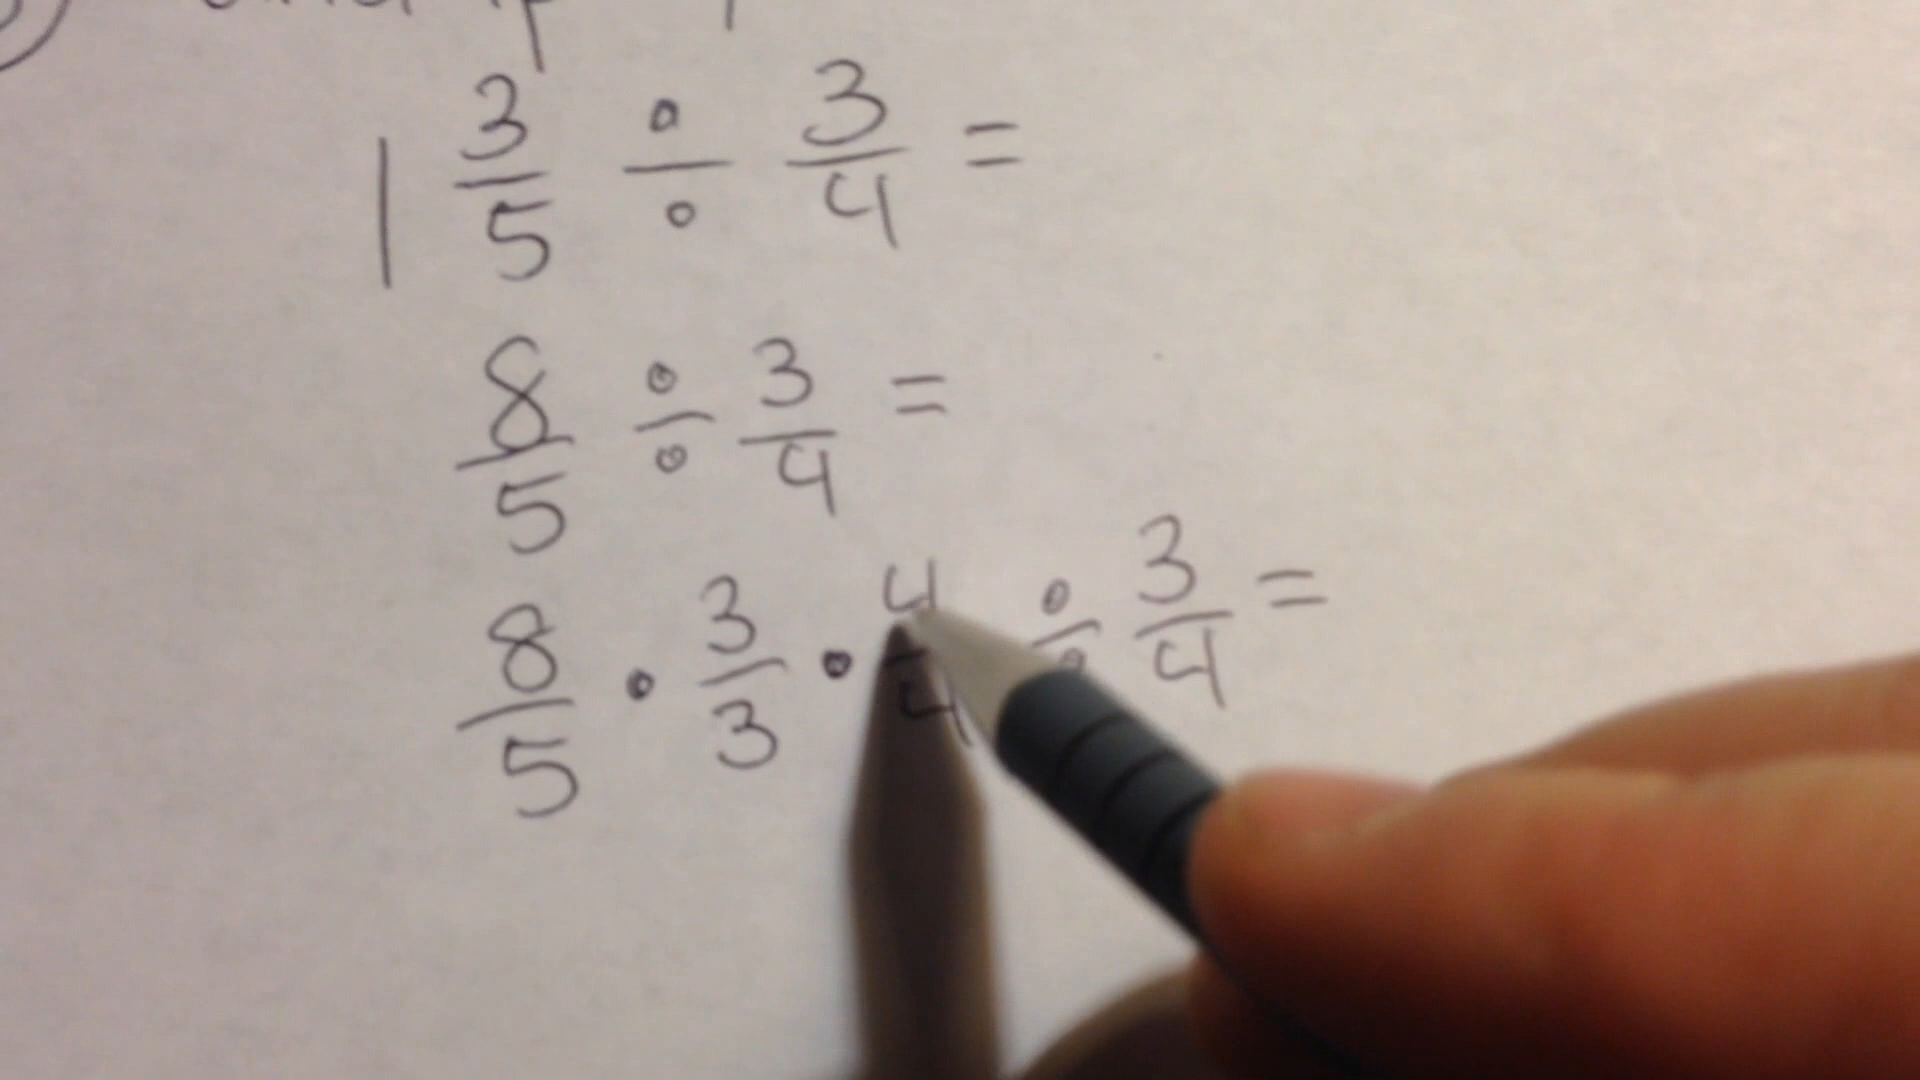 1 3/5 ÷ 3/4 =
8/5 ÷ 3/4 =
8/5 · 3/3 · 4/4 ÷ 3/4 =